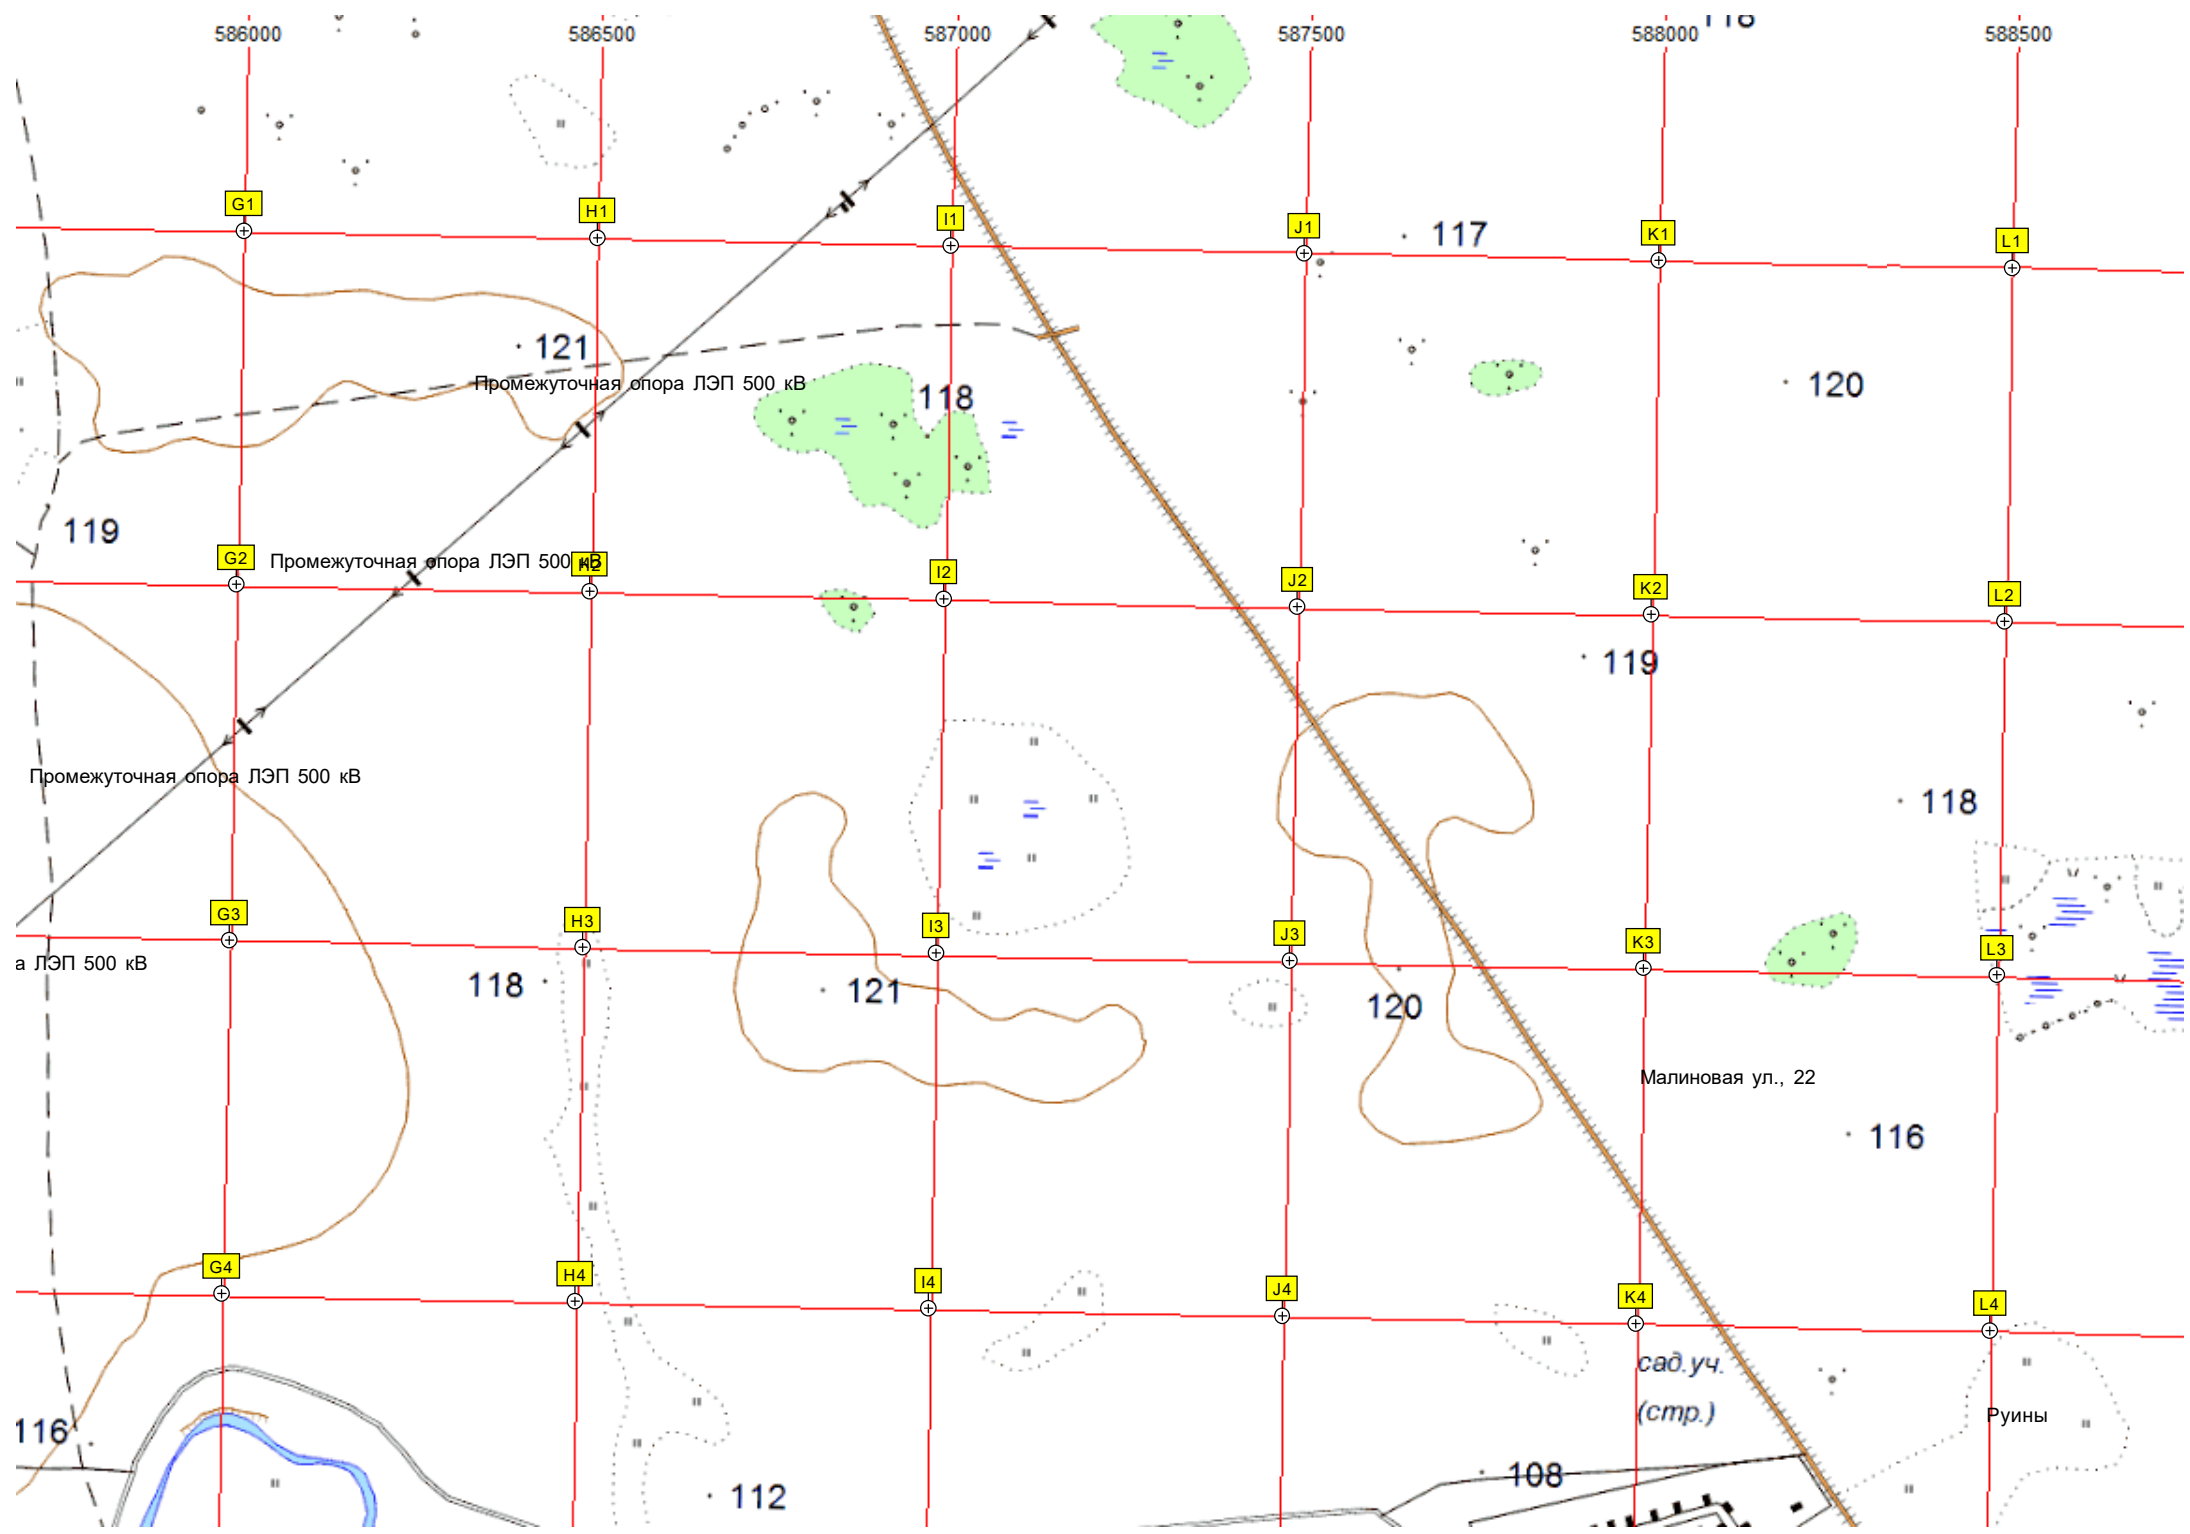 586000 586500 587000 587500 588000 588500
G1 H1 I1 J1 K1 L1
117
121
Промежуточная опора ЛЭП 500 кВ
118
120
119
Промежуточная опора ЛЭП 500 кВ
G2 H2 I2 J2 K2 L2
119
Промежуточная опора ЛЭП 500 кВ
118
G3 H3 I3 J3 K3 L3
а ЛЭП 500 кВ
118
121
120
Малиновая ул., 22
116
G4 H4 I4 J4 K4 L4
сад.уч.
(стр.)
Руины
116
108
112